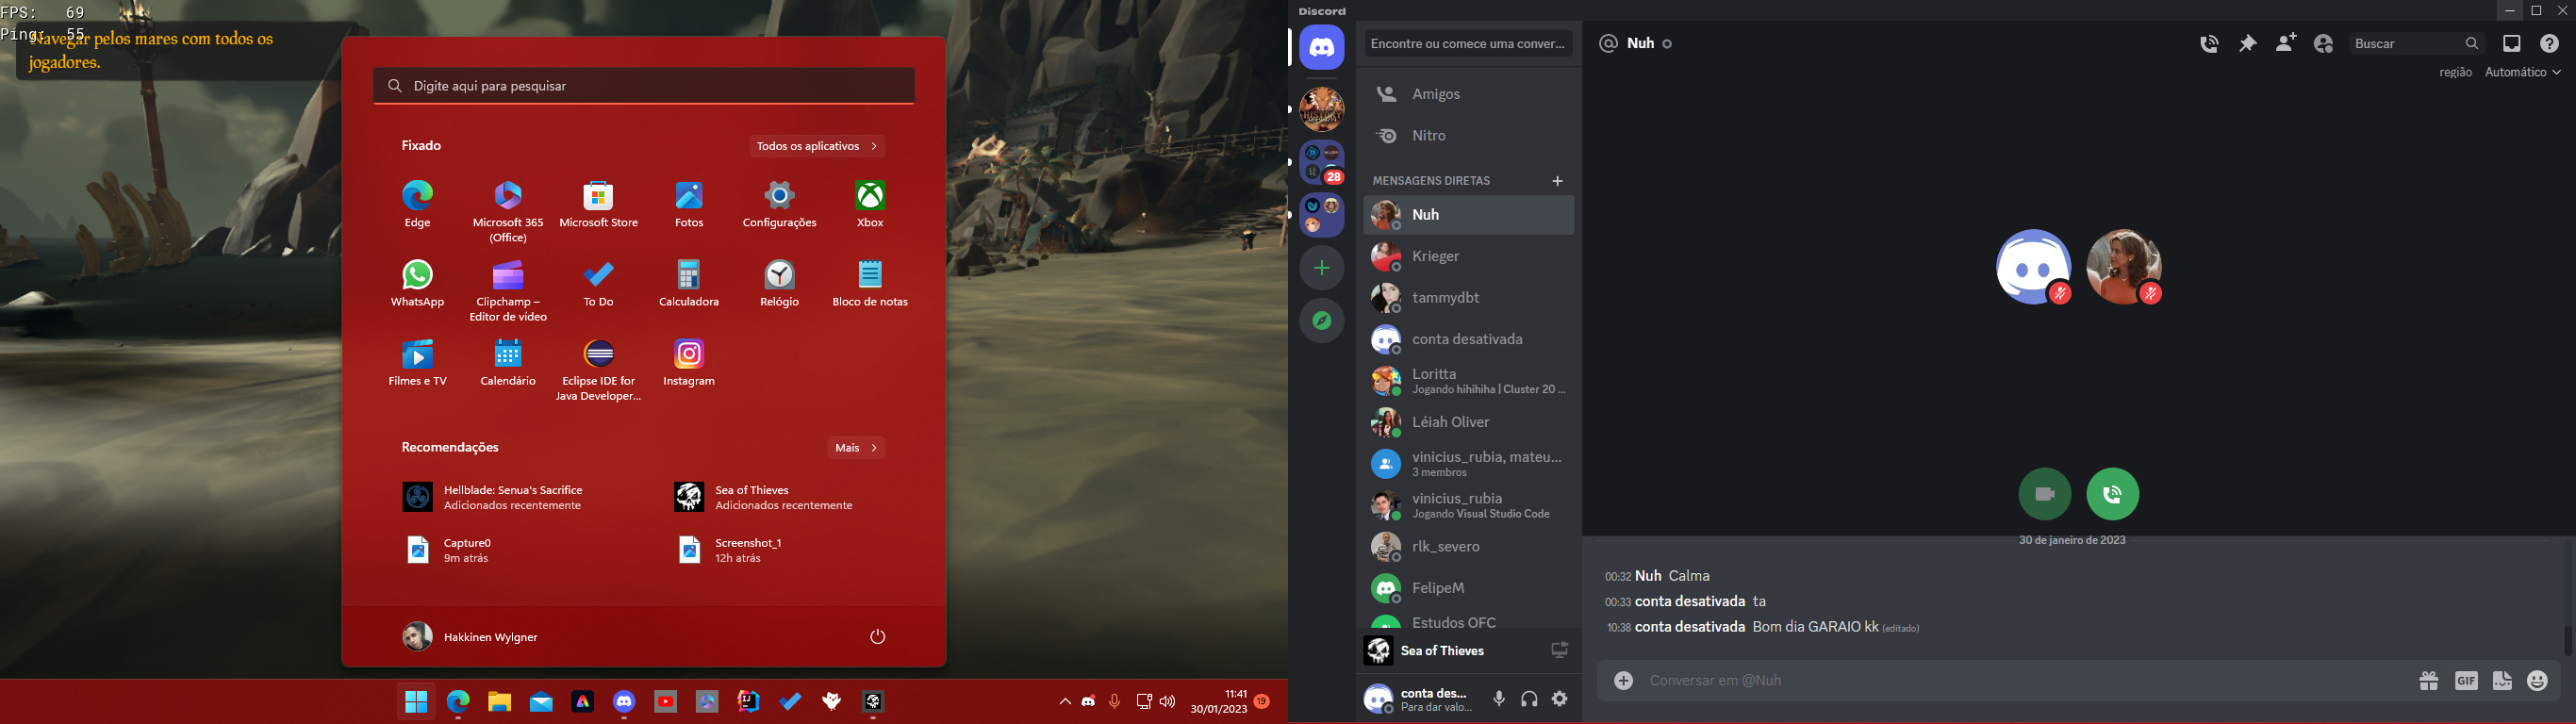 FPS: 69
Ping: 55
Navegar pelos mares com todos os
jogadores.
Digite aqui para pesquisar
Fixado
Todos os aplicativos
Edge
Microsoft 365
(Office)
Microsoft Store
Fotos
Configurações
Xbox
WhatsApp
Clipchamp –
Editor de vídeo
To Do
Calculadora
Relógio
Bloco de notas
Filmes e TV
Calendário
Eclipse IDE for
Java Developer...
Instagram
Recomendações
Mais
Hellblade: Senua's Sacrifice
Adicionados recentemente
Sea of Thieves
Adicionados recentemente
Capture0
9m atrás
Screenshot_1
12h atrás
Hakkinen Wylgner
11:41
30/01/2023
19
Discord
28
Encontre ou comece uma conver...
Amigos
Nitro
MENSAGENS DIRETAS
Nuh
Krieger
tammydbt
conta desativada
Loritta
Jogando hihihiha | Cluster 20 ...
Léiah Oliver
vinicius_rubia, mateu...
3 membros
vinicius_rubia
Jogando Visual Studio Code
rlk_severo
FelipeM
Estudos OFC
Sea of Thieves
conta des...
Para dar valo...
Nuh
Buscar
região Automático
30 de janeiro de 2023
00:32 Nuh Calma
00:33 conta desativada ta
10:38 conta desativada Bom dia GARAIO kk (editado)
Conversar em @Nuh
GIF